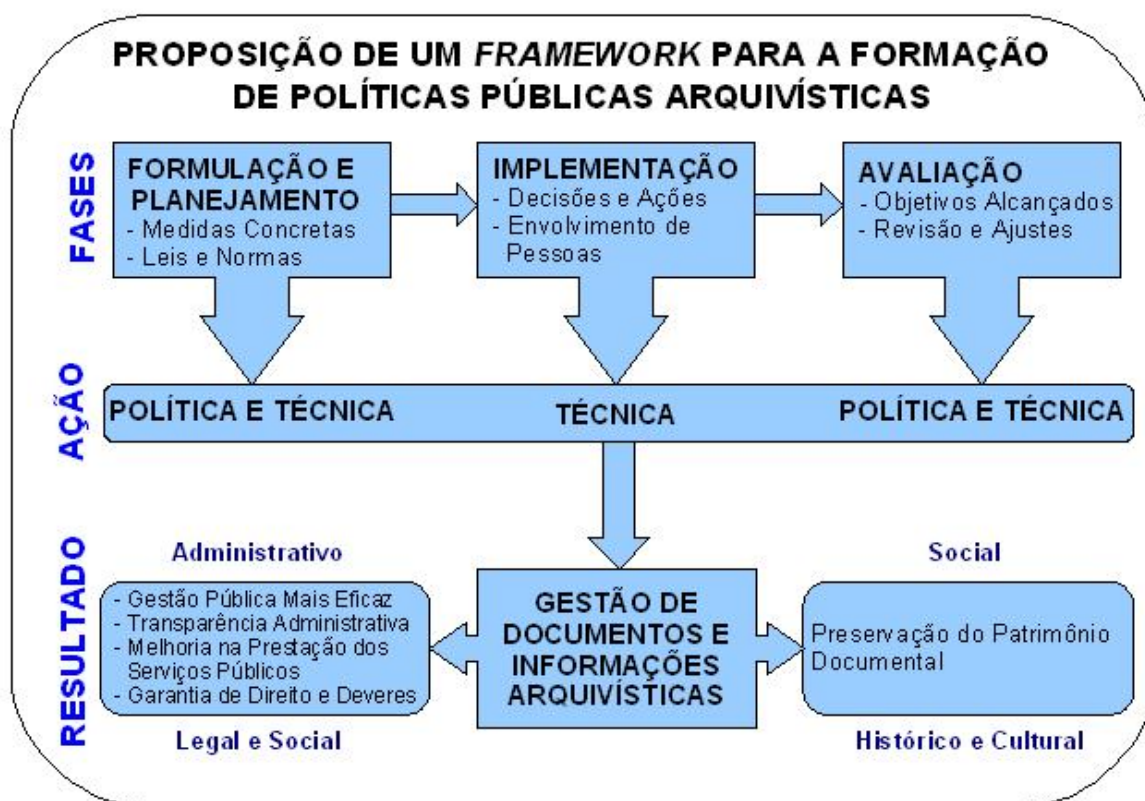 PROPOSIÇÃO DE UM FRAMEWORK PARA A FORMAÇÃO
DE POLÍTICAS PÚBLICAS ARQUIVÍSTICAS
FASES
FORMULAÇÃO E
PLANEJAMENTO
- Medidas Concretas
- Leis e Normas
IMPLEMENTAÇÃO
- Decisões e Ações
- Envolvimento de
Pessoas
AVALIAÇÃO
- Objetivos Alcançados
- Revisão e Ajustes
AÇÃO
POLÍTICA E TÉCNICA
TÉCNICA
POLÍTICA E TÉCNICA
RESULTADO
Administrativo
- Gestão Pública Mais Eficaz
- Transparência Administrativa
- Melhoria na Prestação dos
Serviços Públicos
- Garantia de Direito e Deveres
Legal e Social
GESTÃO DE
DOCUMENTOS E
INFORMAÇÕES
ARQUIVÍSTICAS
Social
Preservação do Patrimônio
Documental
Histórico e Cultural